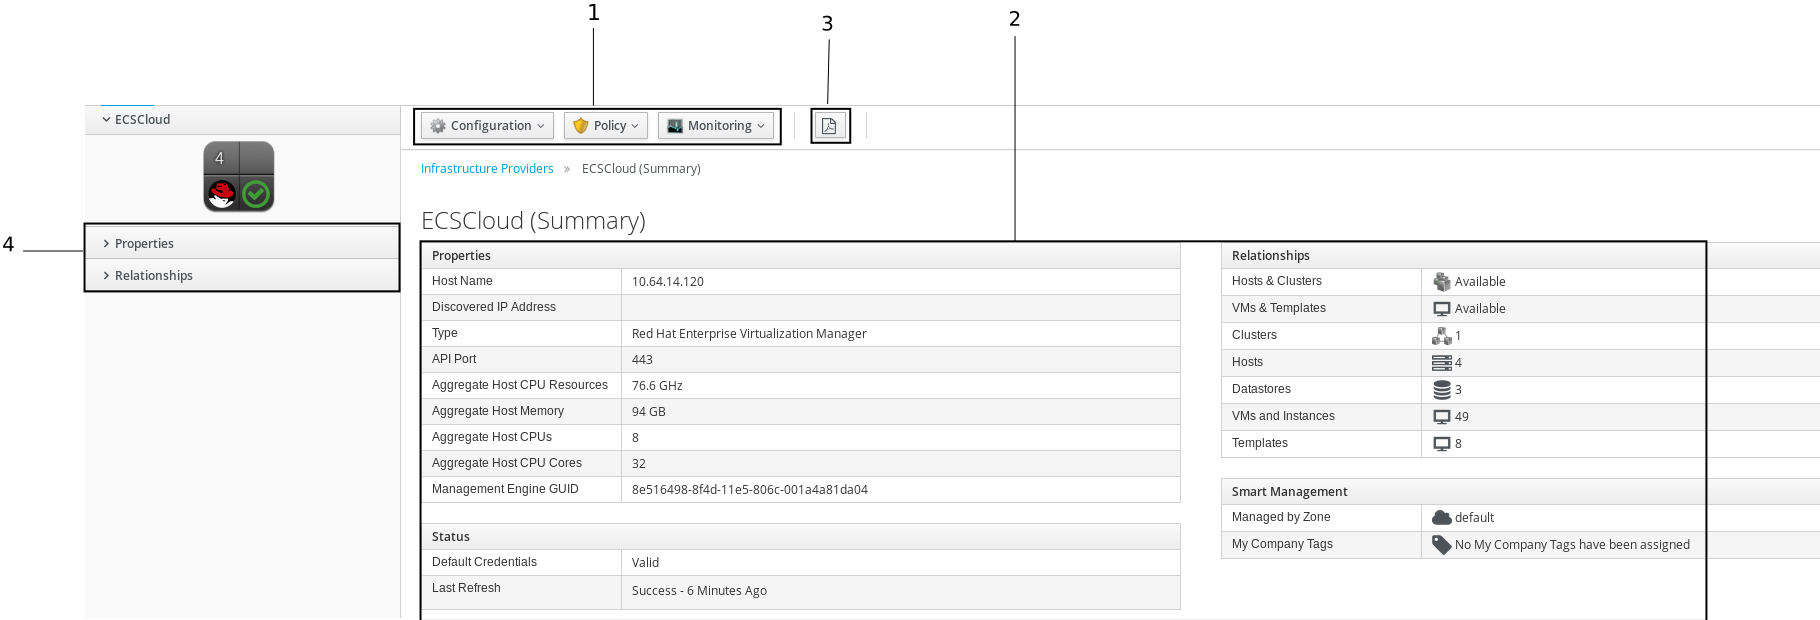 1
3
2
ECSCloud
Configuration
Policy
Monitoring
4
Infrastructure Providers » ECSCloud (Summary)
ECSCloud (Summary)
4
Properties
Relationships
Properties
Host Name 10.64.14.120
Discovered IP Address
Type Red Hat Enterprise Virtualization Manager
API Port 443
Aggregate Host CPU Resources 76.6 GHz
Aggregate Host Memory 94 GB
Aggregate Host CPUs 8
Aggregate Host CPU Cores 32
Management Engine GUID 8e516498-8f4d-11e5-806c-001a4a81da04
Status
Default Credentials Valid
Last Refresh Success - 6 Minutes Ago
Relationships
Hosts & Clusters Available
VMs & Templates Available
Clusters 1
Hosts 4
Datastores 3
VMs and Instances 49
Templates 8
Smart Management
Managed by Zone default
My Company Tags No My Company Tags have been assigned